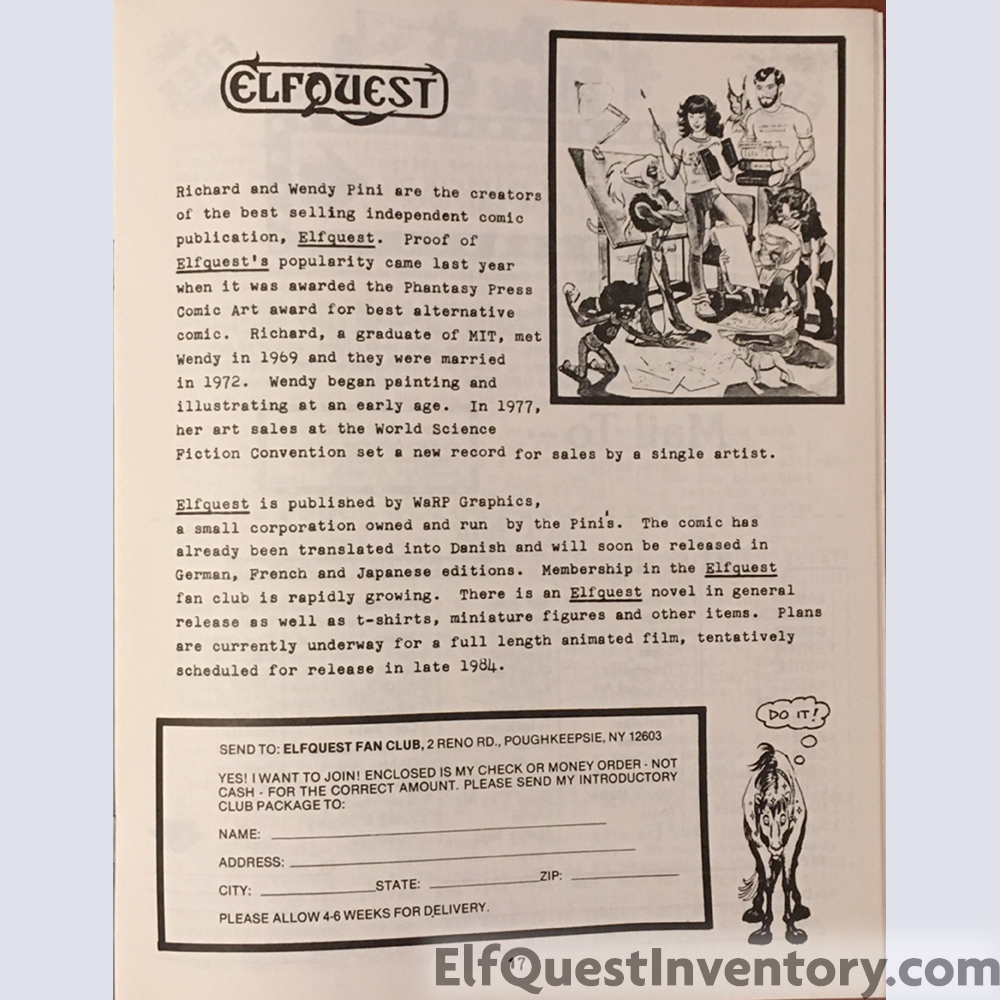 ELFQUEST
Richard and Wendy Pini are the creators
of the best selling independent comic
publication, Elfquest. Proof of
Elfquest's popularity came last year
when it was awarded the Phantasy Press
Comic Art award for best alternative
comic. Richard, a graduate of MIT, met
Wendy in 1969 and they were married
in 1972. Wendy began painting and
illustrating at an early age. In 1977,
her art sales at the World Science
Fiction Convention set a new record for sales by a single artist.
Elfquest is published by WaRP Graphics,
a small corporation owned and run by the Pini's. The comic has
already been translated into Danish and will soon be released in
German, French and Japanese editions. Membership in the Elfquest
fan club is rapidly growing. There is an Elfquest novel in general
release as well as t-shirts, miniature figures and other items. Plans
are currently underway for a full length animated film, tentatively
scheduled for release in late 1984.
DO IT!
SEND TO: ELFQUEST FAN CLUB, 2 RENO RD., POUGHKEEPSIE, NY 12603
YES! I WANT TO JOIN! ENCLOSED IS MY CHECK OR MONEY ORDER - NOT
CASH - FOR THE CORRECT AMOUNT. PLEASE SEND MY INTRODUCTORY
CLUB PACKAGE TO:
NAME:
ADDRESS:
CITY: STATE: ZIP:
PLEASE ALLOW 4-6 WEEKS FOR DELIVERY.
17
ElfQuestInventory.com